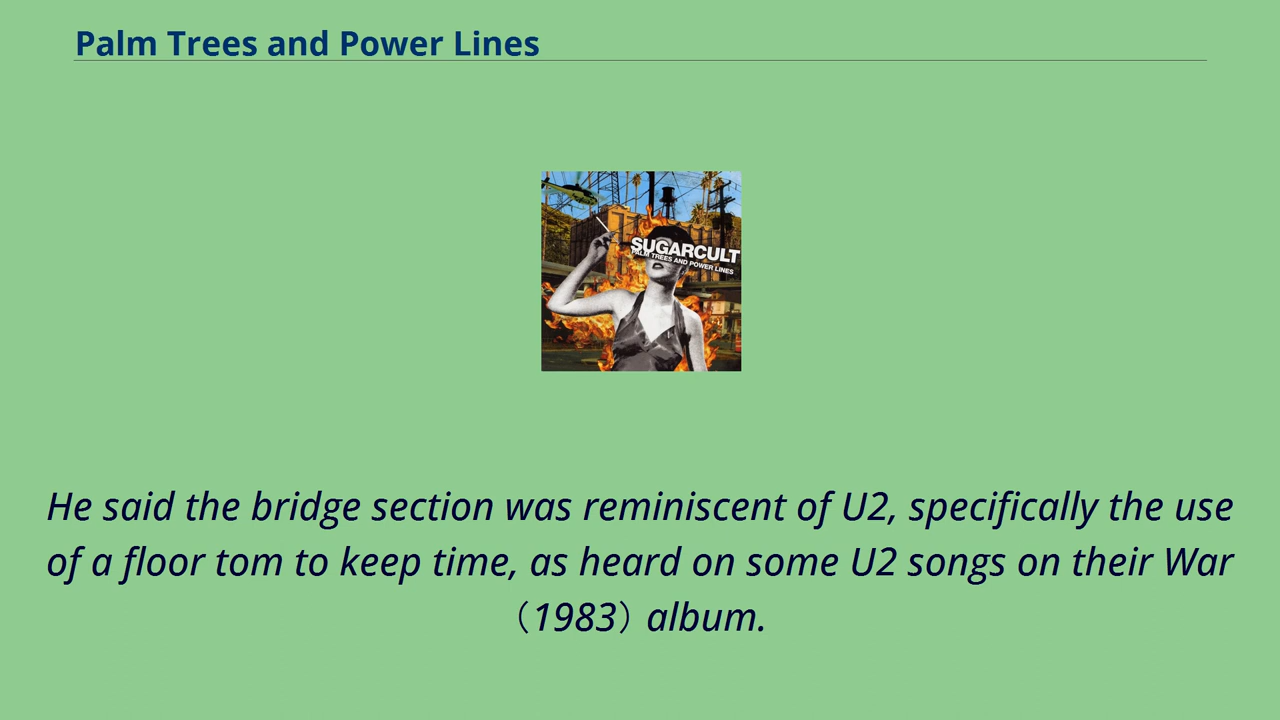 Palm Trees and Power Lines
SUGARCULT
PALM TREES AND POWER LINES
He said the bridge section was reminiscent of U2, specifically the use
of a floor tom to keep time, as heard on some U2 songs on their War
（1983）album.